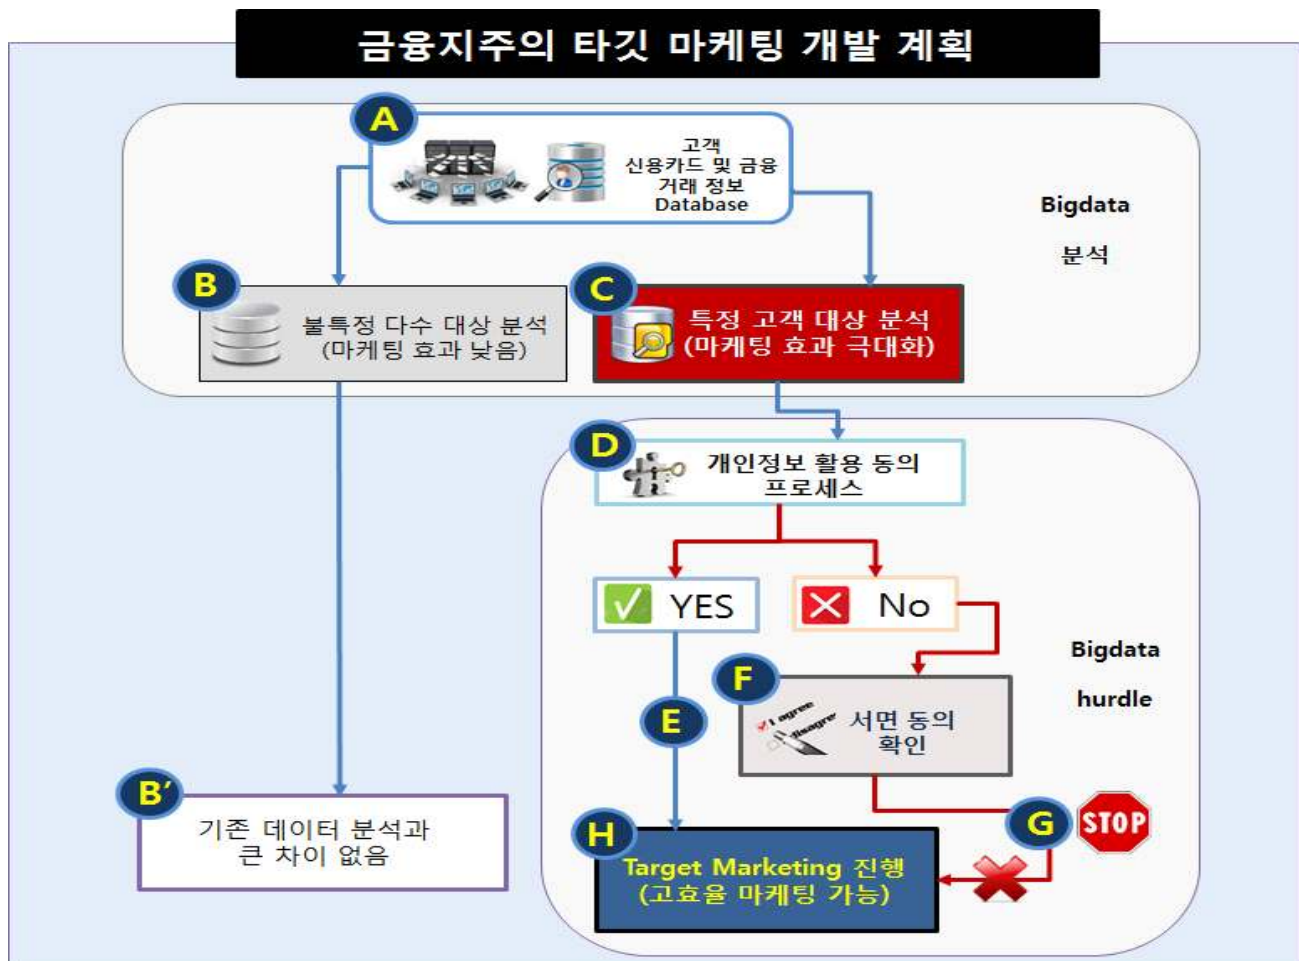 금융지주의 타깃 마케팅 개발 계획
A
고객
신용카드 및 금융
거래 정보
Database
Bigdata
분석
B
불특정 다수 대상 분석
(마케팅 효과 낮음)
C
특정 고객 대상 분석
(마케팅 효과 극대화)
D
개인정보 활용 동의
프로세스
YES
No
Bigdata
hurdle
E
F
I agree
disagree
서면 동의
확인
B'
기존 데이터 분석과
큰 차이 없음
G
STOP
H
Target Marketing 진행
(고효율 마케팅 가능)